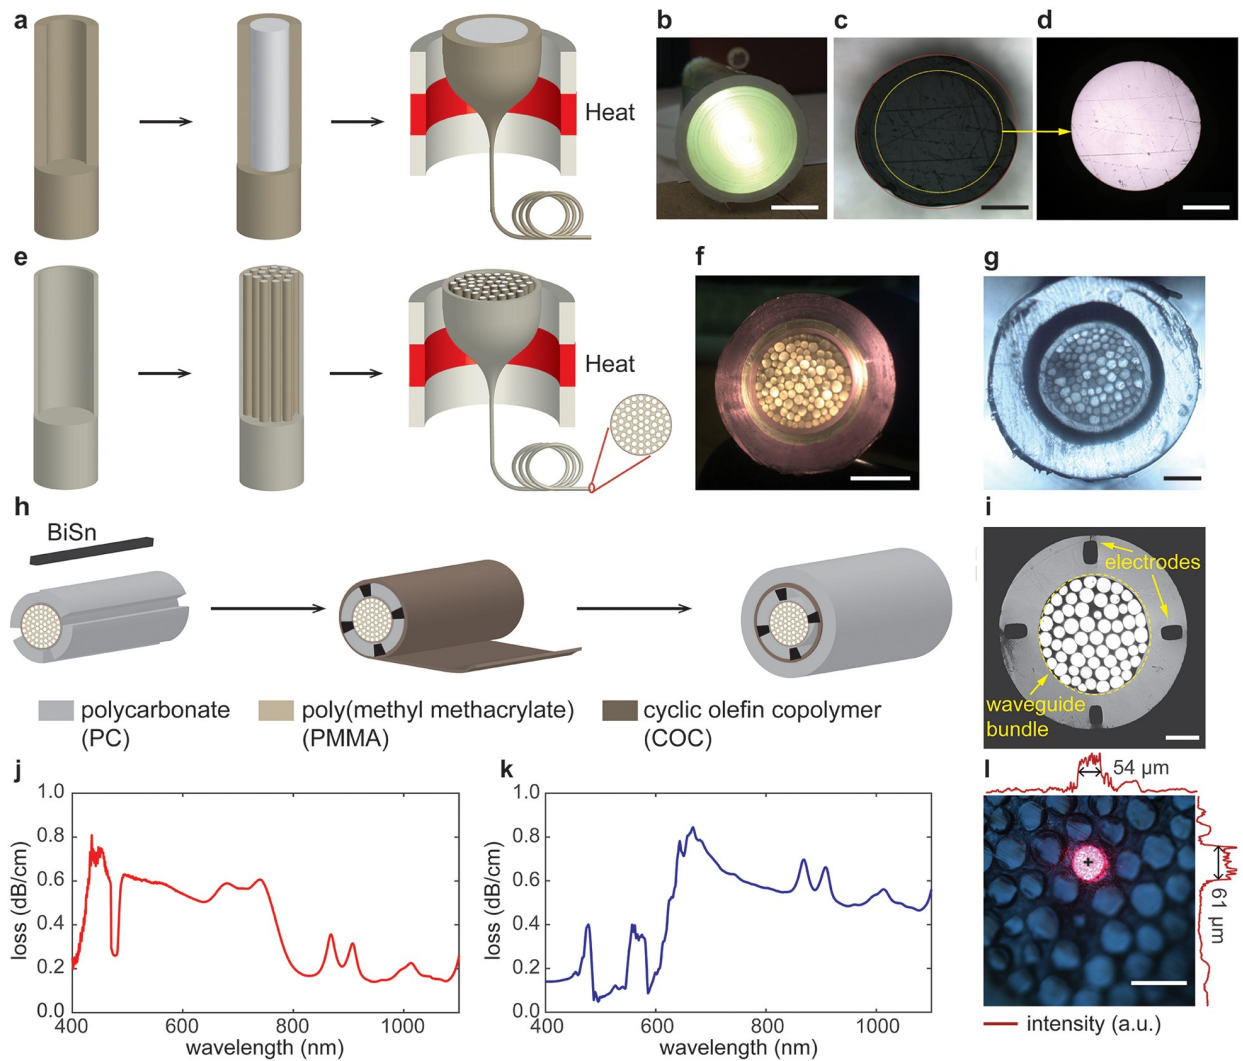 a
b
c
d
Heat
e
f
g
Heat
h
i
BiSn
electrodes
waveguide
bundle
polycarbonate
(PC)
poly(methyl methacrylate)
(PMMA)
cyclic olefin copolymer
(COC)
j
k
l
1.0
0.8
0.6
0.4
0.2
0.0
loss (dB/cm)
400
600
800
1000
wavelength (nm)
1.0
0.8
0.6
0.4
0.2
0.0
loss (dB/cm)
400
600
800
1000
wavelength (nm)
54 µm
61 µm
intensity (a.u.)